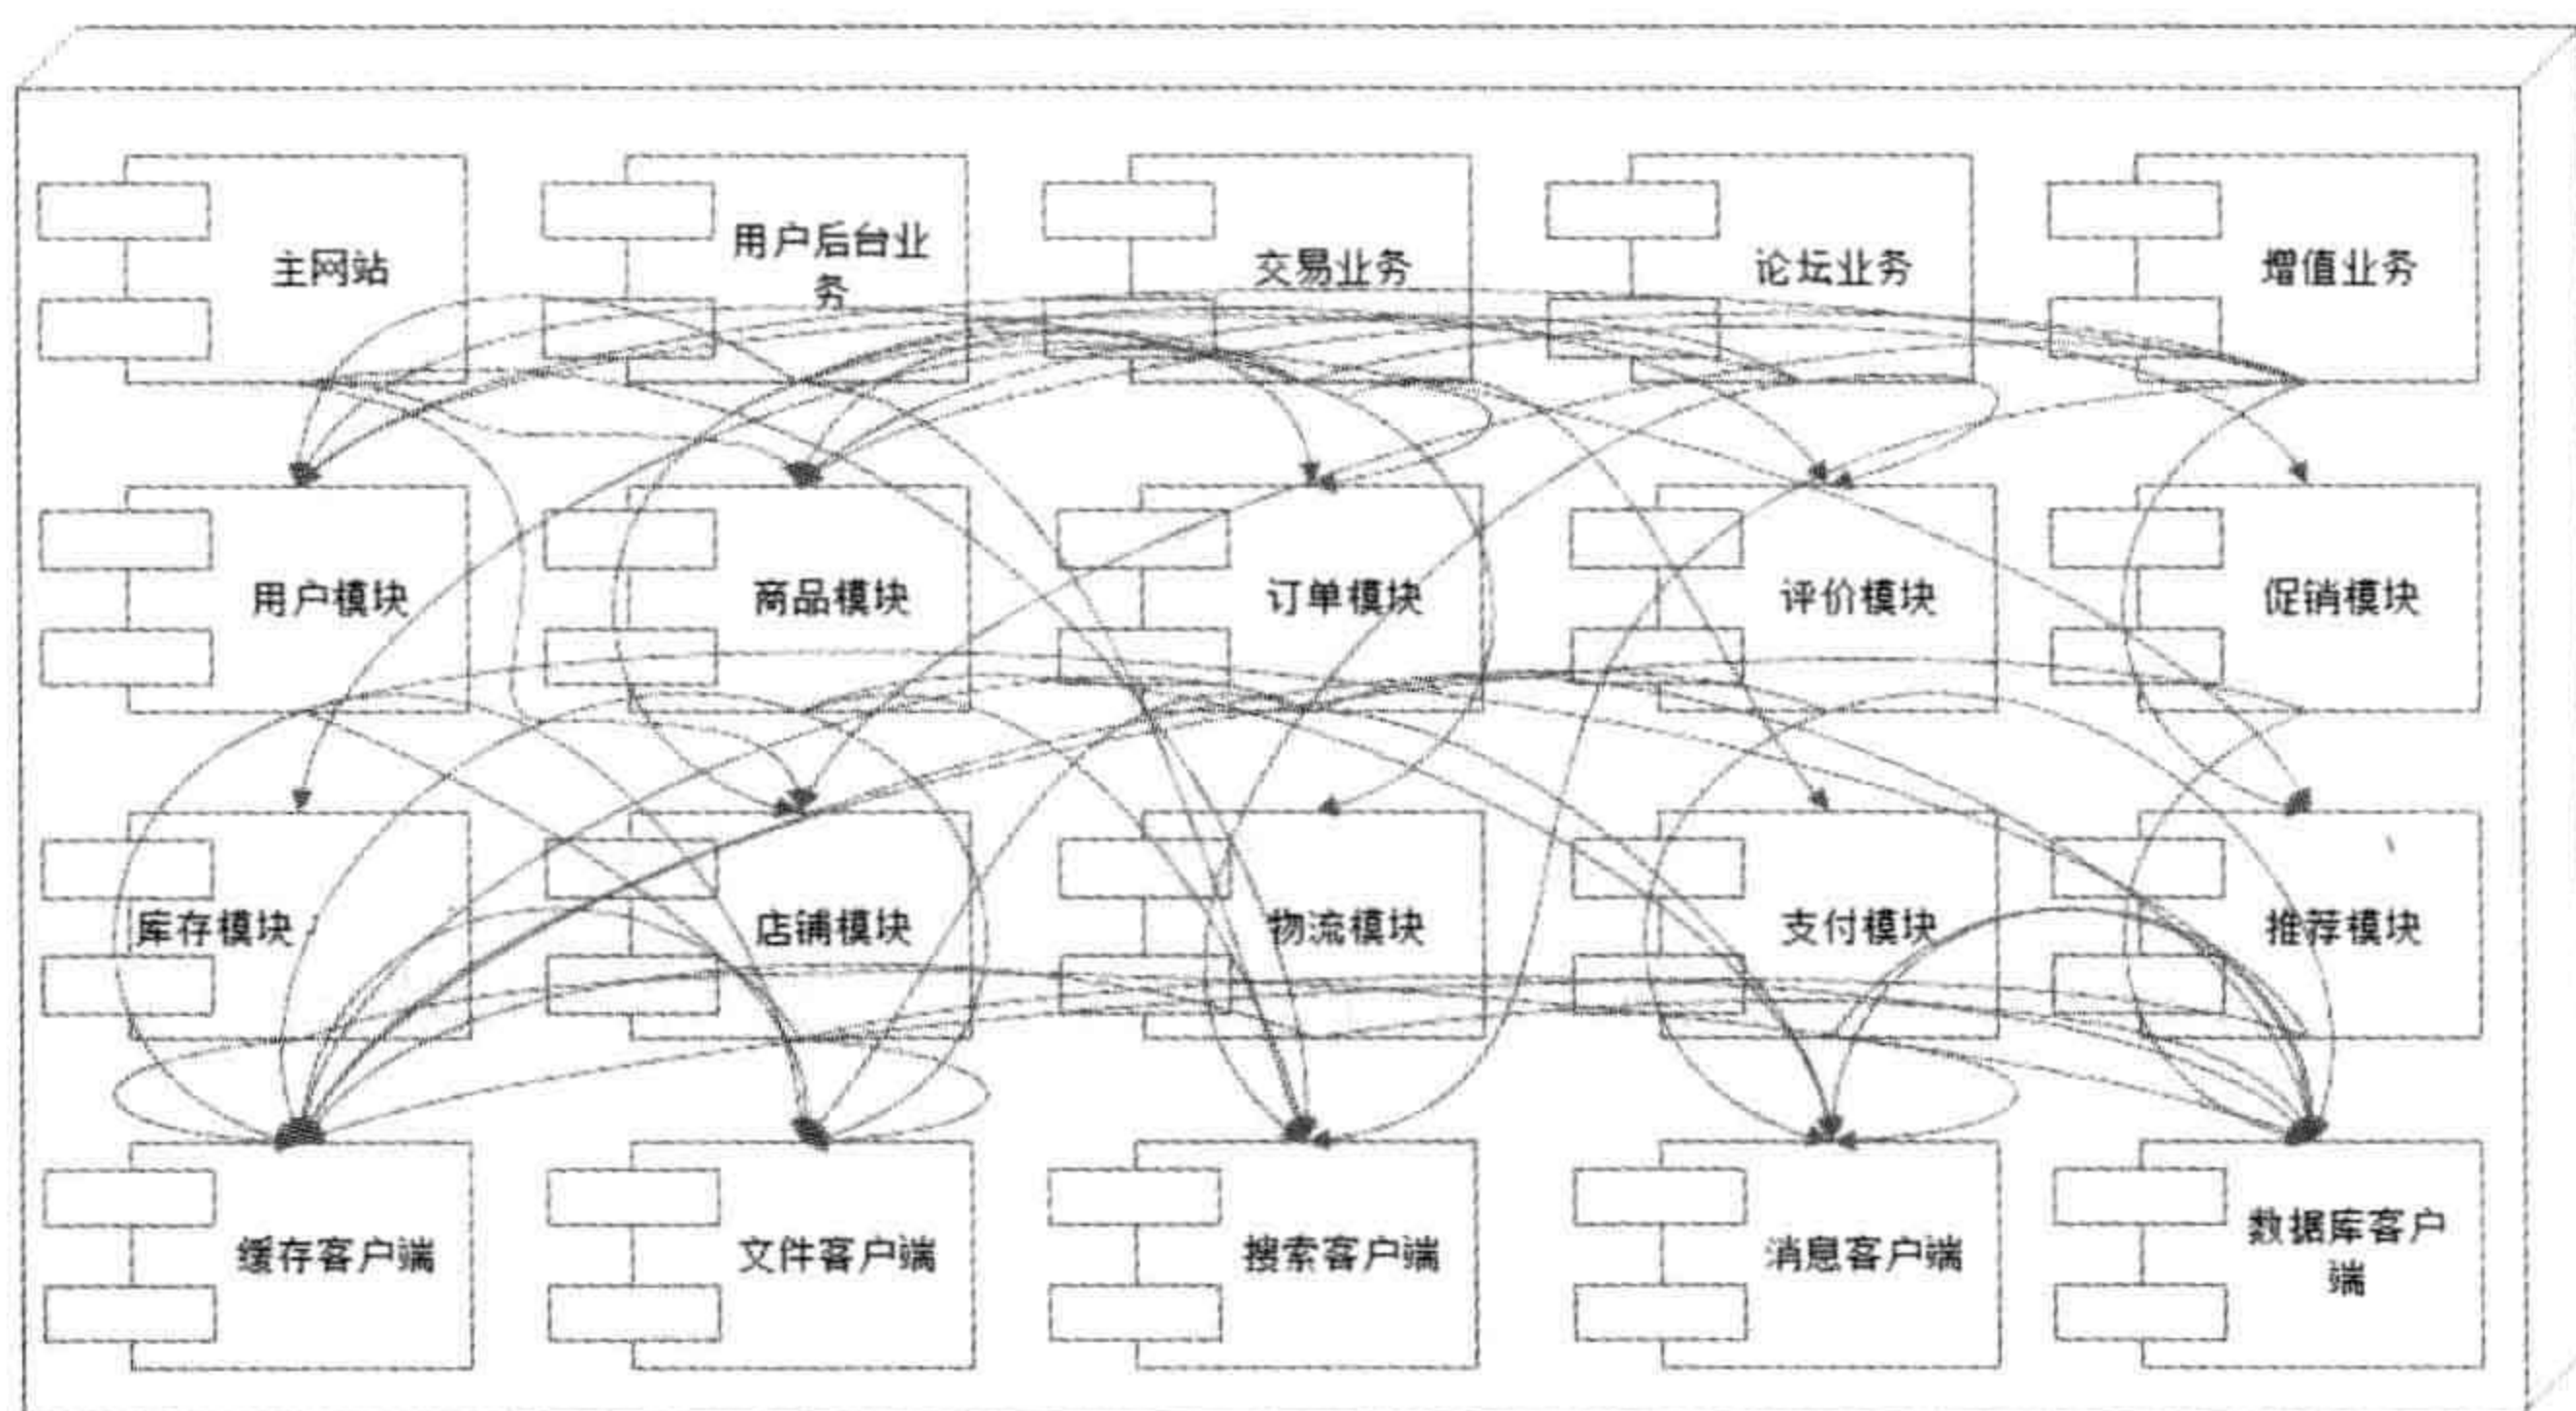 主网站
用户后台业
务
交易业务
论坛业务
增值业务
用户模块
商品模块
订单模块
评价模块
促销模块
库存模块
店铺模块
物流模块
支付模块
推荐模块
缓存客户端
文件客户端
搜索客户端
消息客户端
数据库客户
端